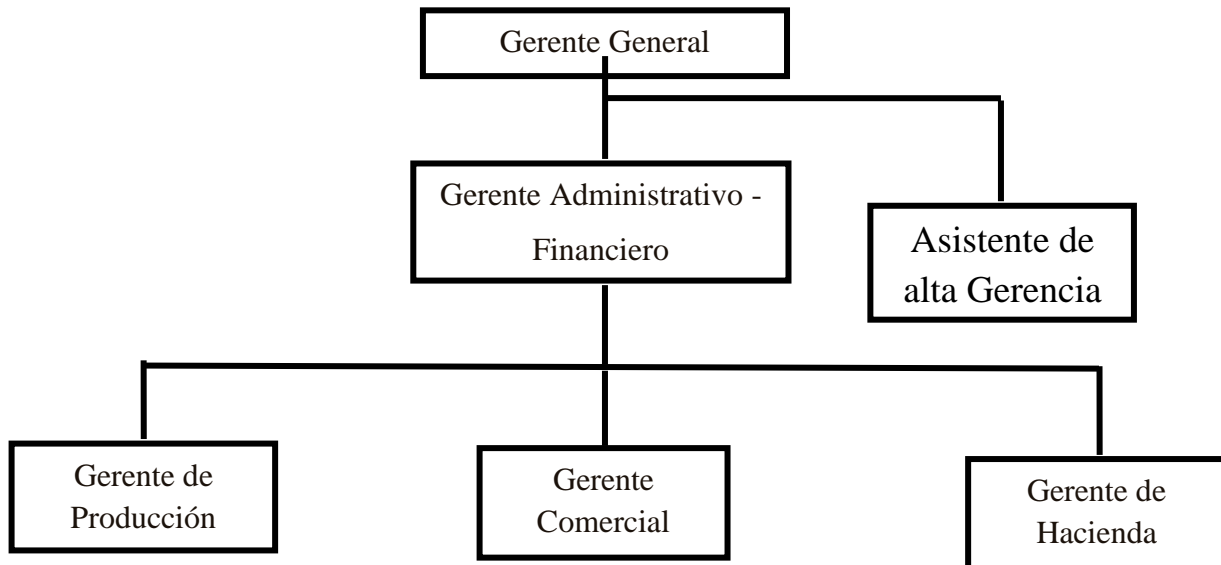 Gerente General
Gerente Administrativo -
Financiero
Asistente de
alta Gerencia
Gerente de
Producción
Gerente
Comercial
Gerente de
Hacienda